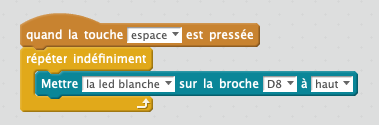 quand la touche espace est pressée
répéter indéfiniment
Mettre la led blanche sur la broche D8 à haut